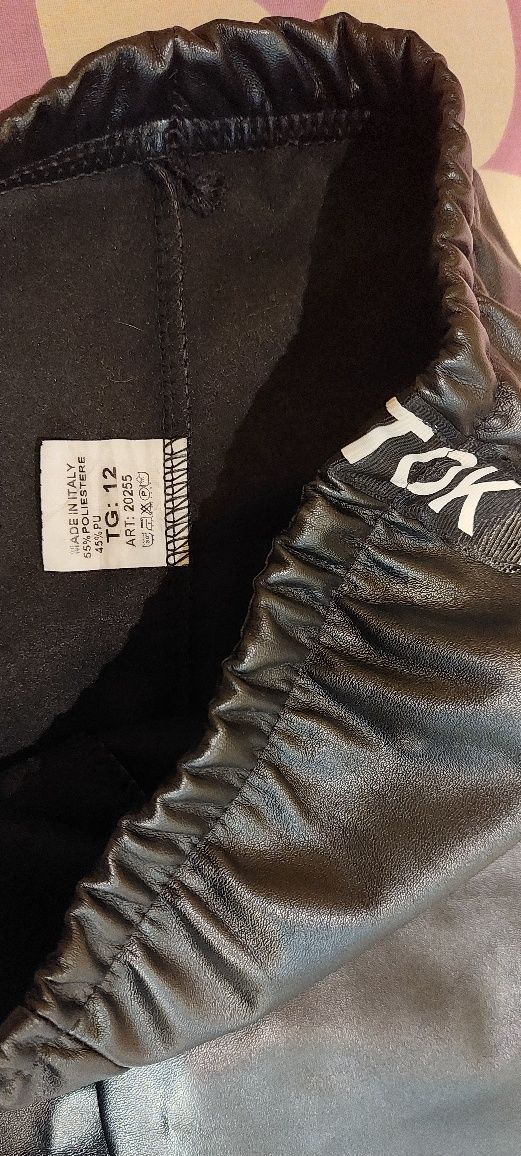 MADE IN ITALY
55% POLIESTERE
45% PU
TG: 12
ART: 20255
TOK